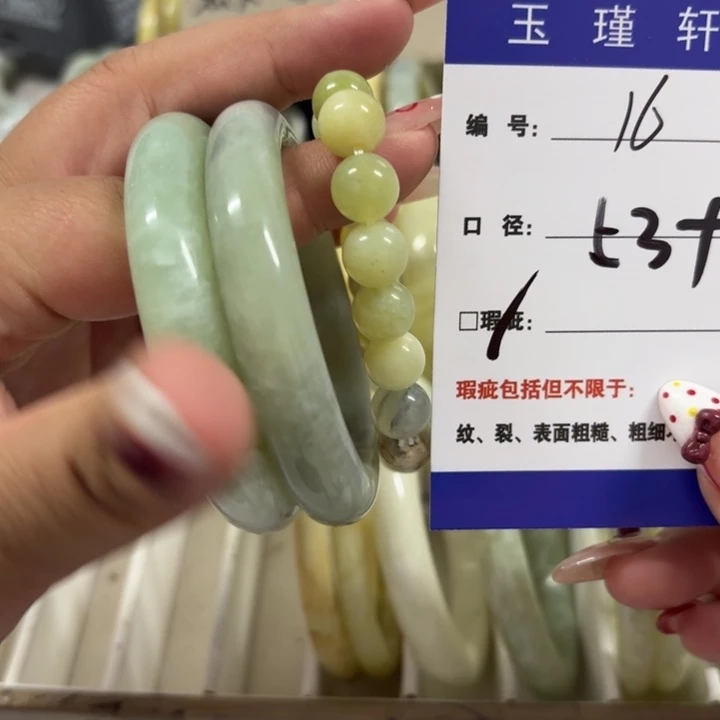 玉瑾轩
编号: 16
口径: 53+
□瑕疵:
瑕疵包括但不限于:
纹、裂、表面粗糙、粗细